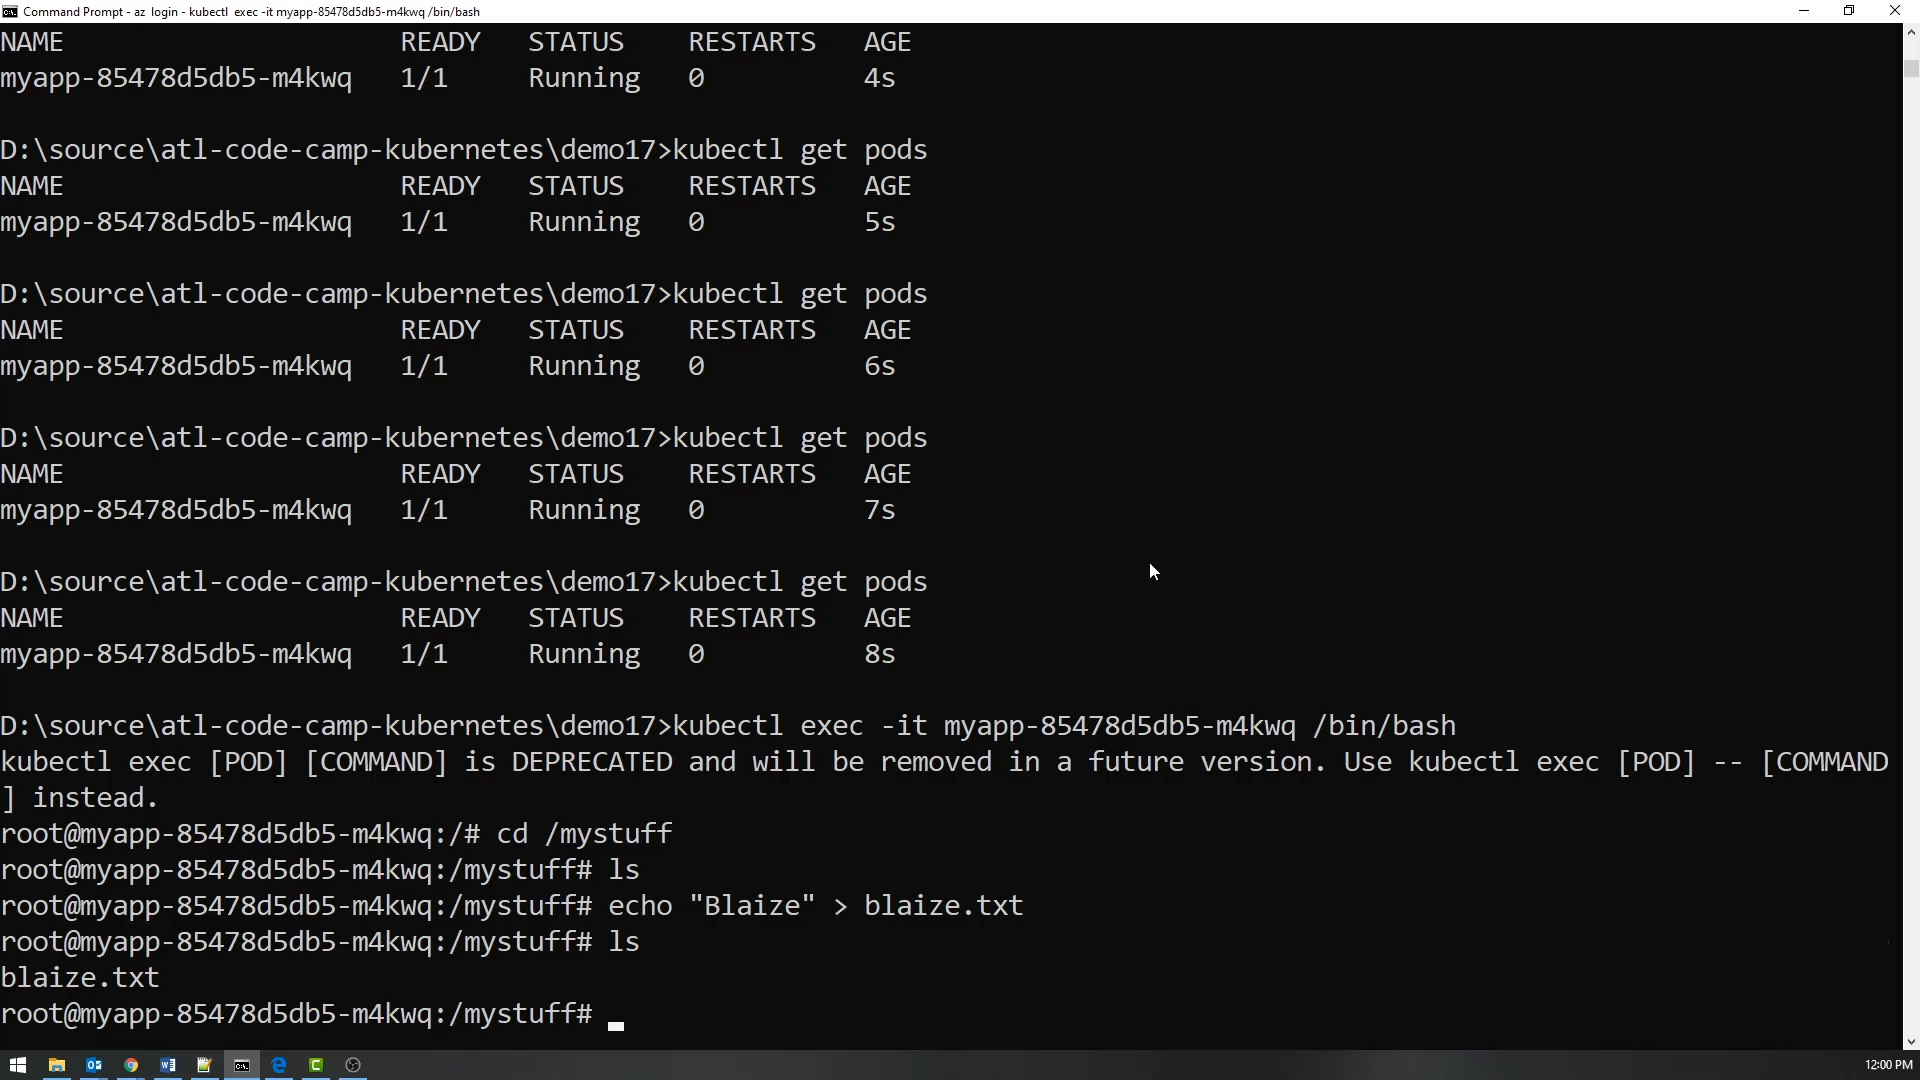 Command Prompt - az login - kubectl exec -it myapp-85478d5db5-m4kwq /bin/bash
NAME READY STATUS RESTARTS AGE
myapp-85478d5db5-m4kwq 1/1 Running 0 4s
D:\source\atl-code-camp-kubernetes\demo17>kubectl get pods
NAME READY STATUS RESTARTS AGE
myapp-85478d5db5-m4kwq 1/1 Running 0 5s
D:\source\atl-code-camp-kubernetes\demo17>kubectl get pods
NAME READY STATUS RESTARTS AGE
myapp-85478d5db5-m4kwq 1/1 Running 0 6s
D:\source\atl-code-camp-kubernetes\demo17>kubectl get pods
NAME READY STATUS RESTARTS AGE
myapp-85478d5db5-m4kwq 1/1 Running 0 7s
D:\source\atl-code-camp-kubernetes\demo17>kubectl get pods
NAME READY STATUS RESTARTS AGE
myapp-85478d5db5-m4kwq 1/1 Running 0 8s
D:\source\atl-code-camp-kubernetes\demo17>kubectl exec -it myapp-85478d5db5-m4kwq /bin/bash
kubectl exec [POD] [COMMAND] is DEPRECATED and will be removed in a future version. Use kubectl exec [POD] -- [COMMAND
] instead.
root@myapp-85478d5db5-m4kwq:/# cd /mystuff
root@myapp-85478d5db5-m4kwq:/mystuff# ls
root@myapp-85478d5db5-m4kwq:/mystuff# echo "Blaize" > blaize.txt
root@myapp-85478d5db5-m4kwq:/mystuff# ls
blaize.txt
root@myapp-85478d5db5-m4kwq:/mystuff#
12:00 PM